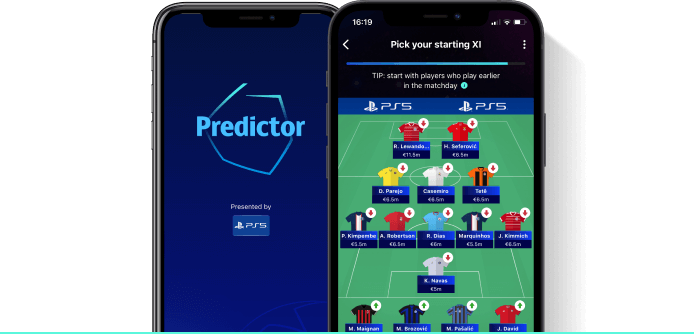 Predictor
Presented by
PS5
16:19
Pick your starting XI
TIP: start with players who play earlier
in the matchday
PS5 PS5
R. Lewando... H. Seferović
€11.5m €6.5m
D. Parejo Casemiro Tetê
€6.5m €6.5m €6.5m
P. Kimpembe A. Robertson R. Dias Marquinhos J. Kimmich
€5.5m €6.5m €6m €5.5m €6.5m
K. Navas
€5m
M. Maignan M. Brozović M. Pašalić J. David